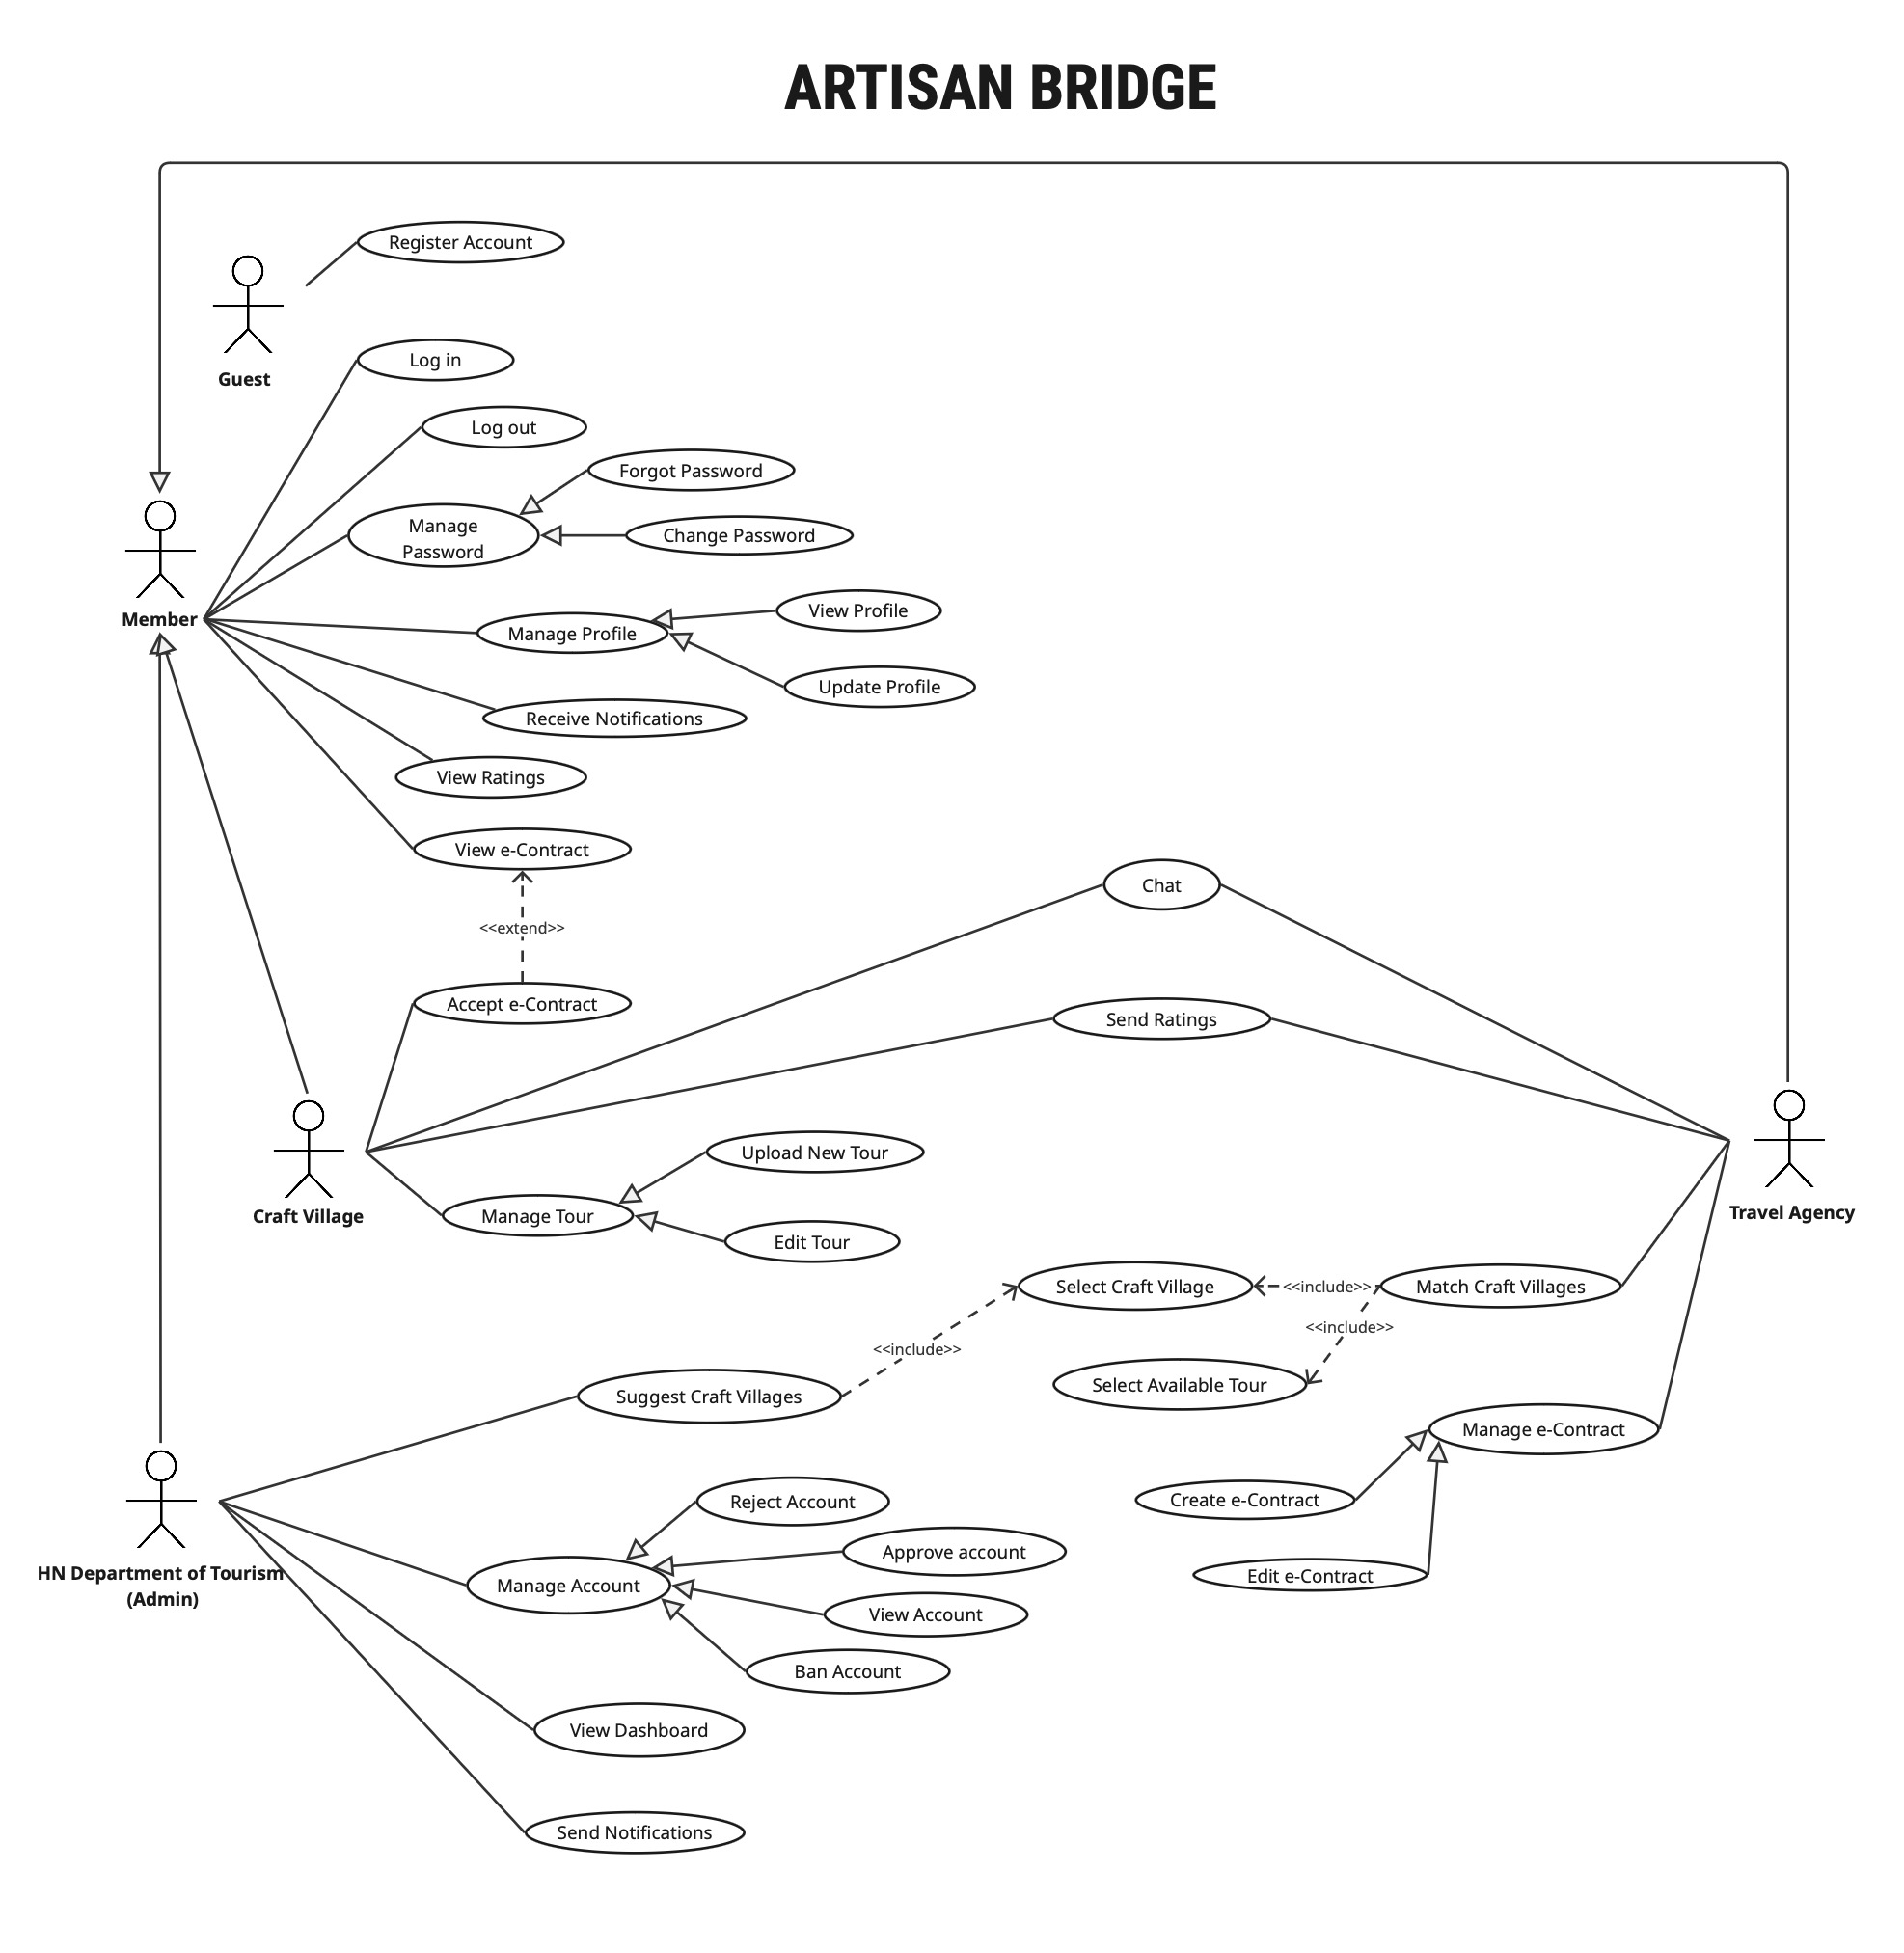 ARTISAN BRIDGE
Register Account
Guest
Log in
Log out
Forgot Password
Manage
Password
Change Password
Member
View Profile
Manage Profile
Update Profile
Receive Notifications
View Ratings
View e-Contract
<<extend>>
Accept e-Contract
Chat
Send Ratings
Craft Village
Upload New Tour
Manage Tour
Edit Tour
Travel Agency
Select Craft Village
<<include>>
Match Craft Villages
<<include>>
<<include>>
Select Available Tour
Suggest Craft Villages
Manage e-Contract
Create e-Contract
Edit e-Contract
HN Department of Tourism
(Admin)
Reject Account
Approve account
Manage Account
View Account
Ban Account
View Dashboard
Send Notifications